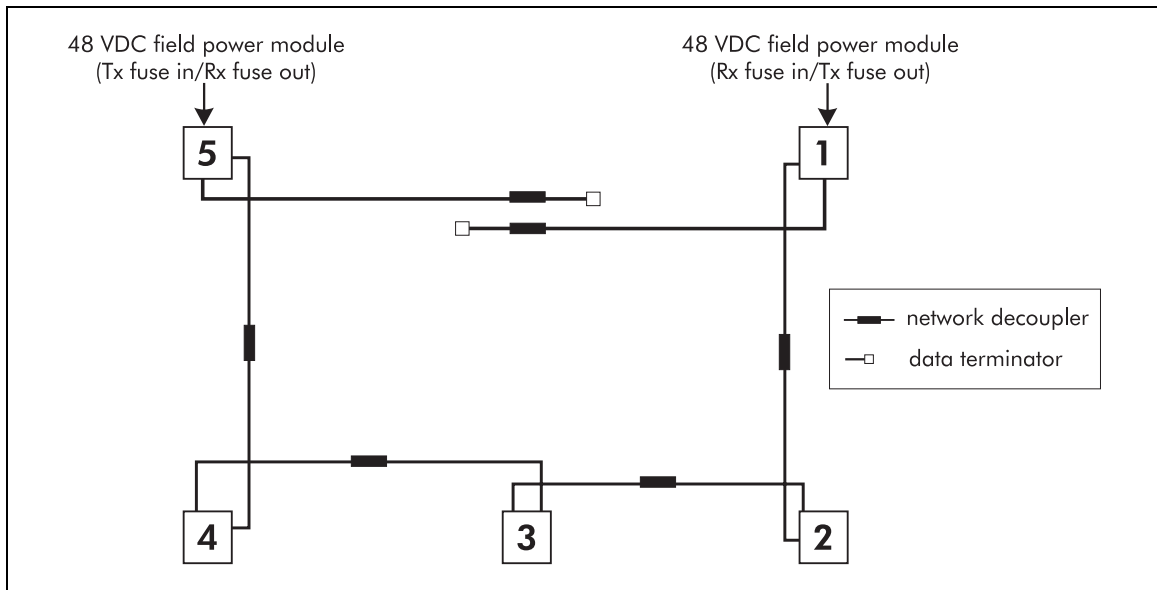 48 VDC field power module
(Tx fuse in/Rx fuse out)
48 VDC field power module
(Rx fuse in/Tx fuse out)
5
1
network decoupler
data terminator
4
3
2